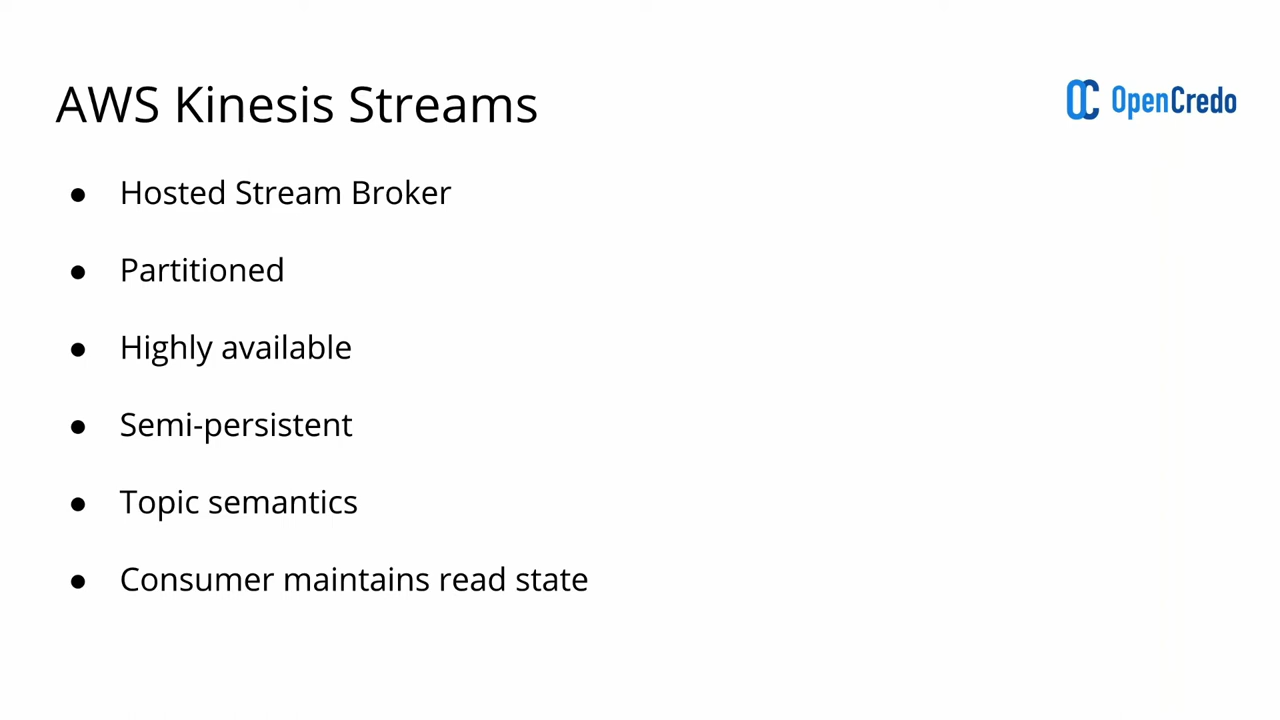 AWS Kinesis Streams
OpenCredo
● Hosted Stream Broker
● Partitioned
● Highly available
● Semi-persistent
● Topic semantics
● Consumer maintains read state